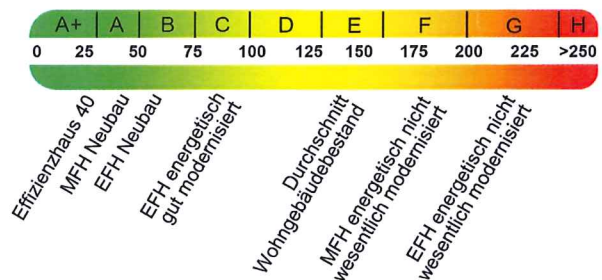 A+ A B C D E F G H
0 25 50 75 100 125 150 175 200 225 >250
Effizienzhaus 40
MFH Neubau
EFH Neubau
EFH energetisch
gut modernisiert
Durchschnitt
Wohngebäudebestand
MFH energetisch nicht
wesentlich modernisiert
EFH energetisch nicht
wesentlich modernisiert